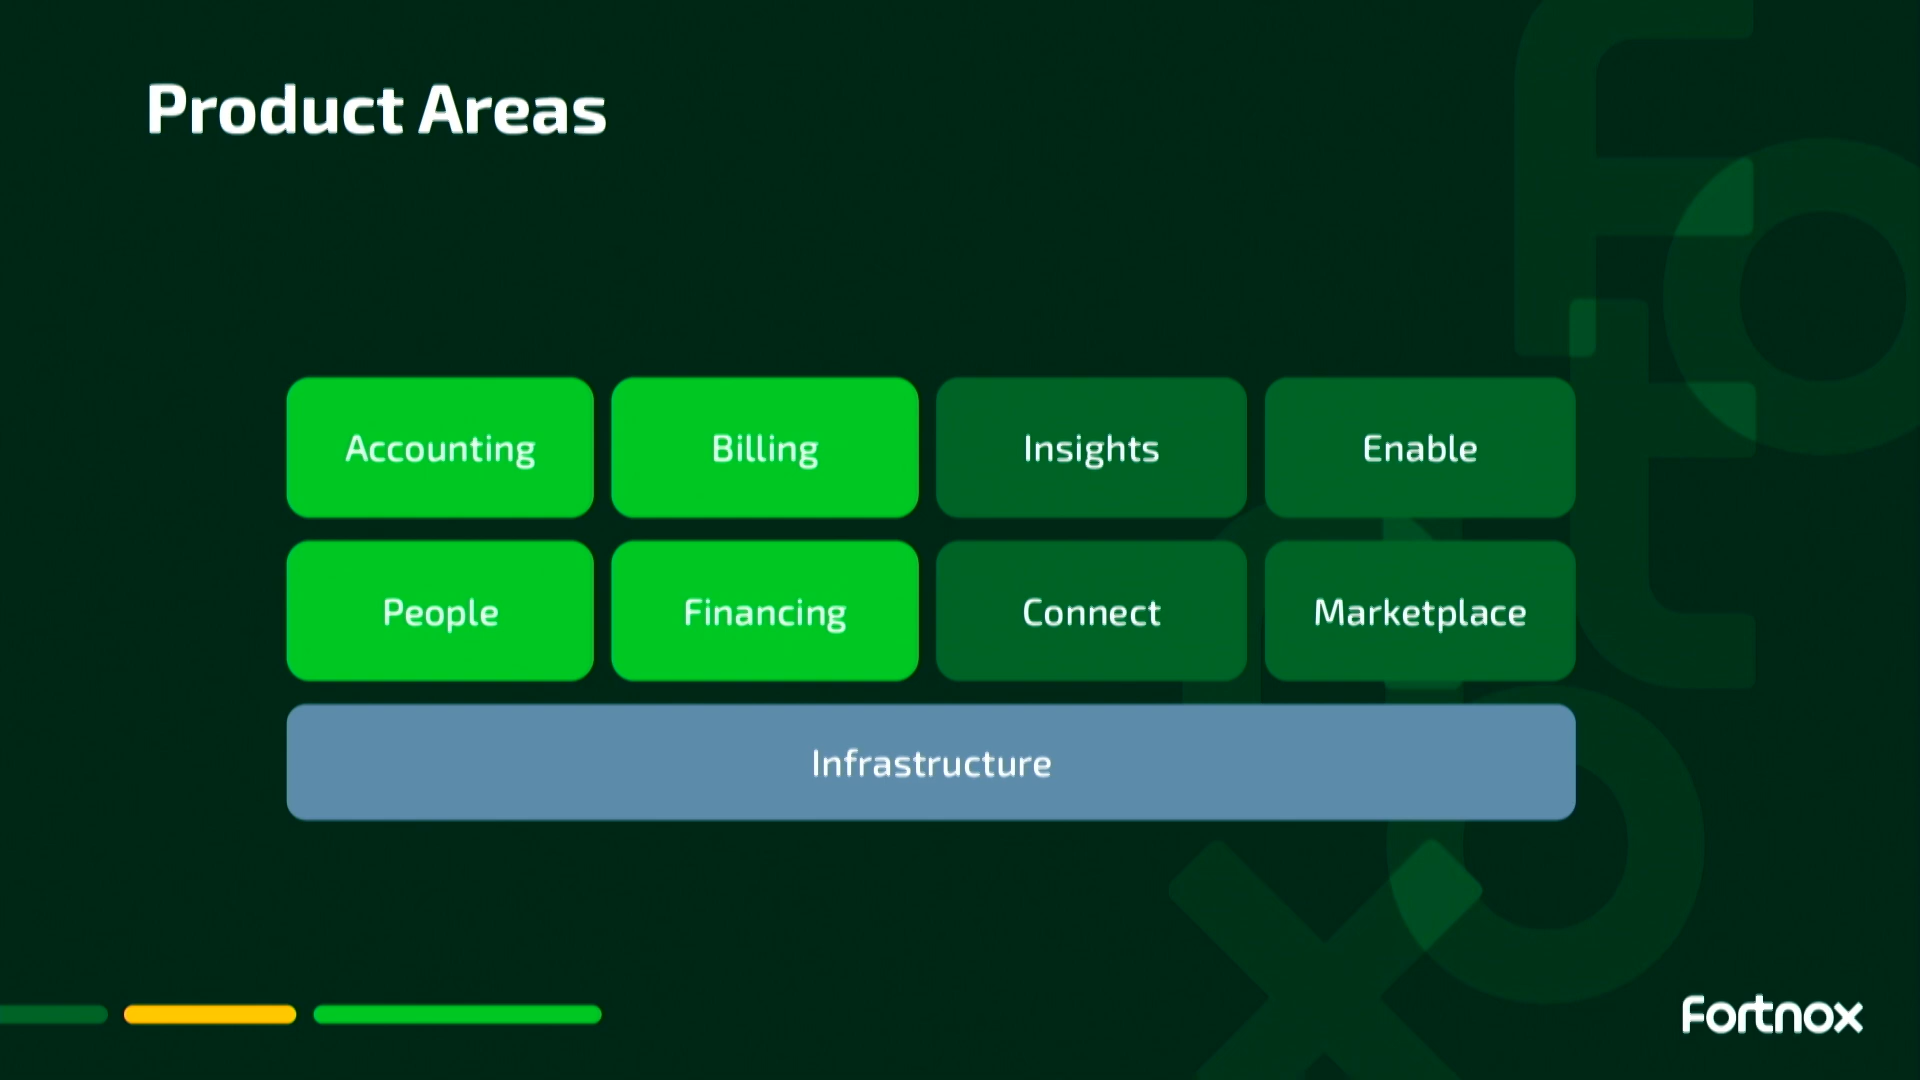 Product Areas
Accounting
Billing
Insights
Enable
People
Financing
Connect
Marketplace
Infrastructure
Fortnox